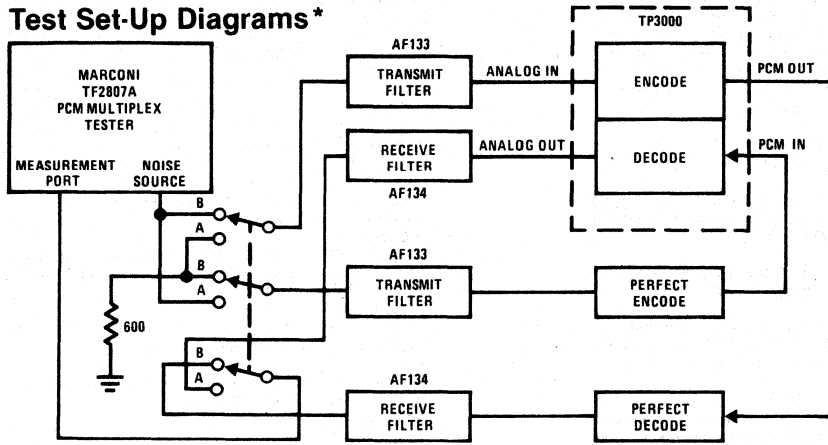 Test Set-Up Diagrams*
MARCONI
TF2807A
PCM MULTIPLEX
TESTER
MEASUREMENT
PORT
NOISE
SOURCE
AF133
TRANSMIT
FILTER
ANALOG IN
TP3000
ENCODE
PCM OUT
RECEIVE
FILTER
AF134
ANALOG OUT
DECODE
PCM IN
B
A
B
A
600
B
A
AF133
TRANSMIT
FILTER
PERFECT
ENCODE
AF134
RECEIVE
FILTER
PERFECT
DECODE